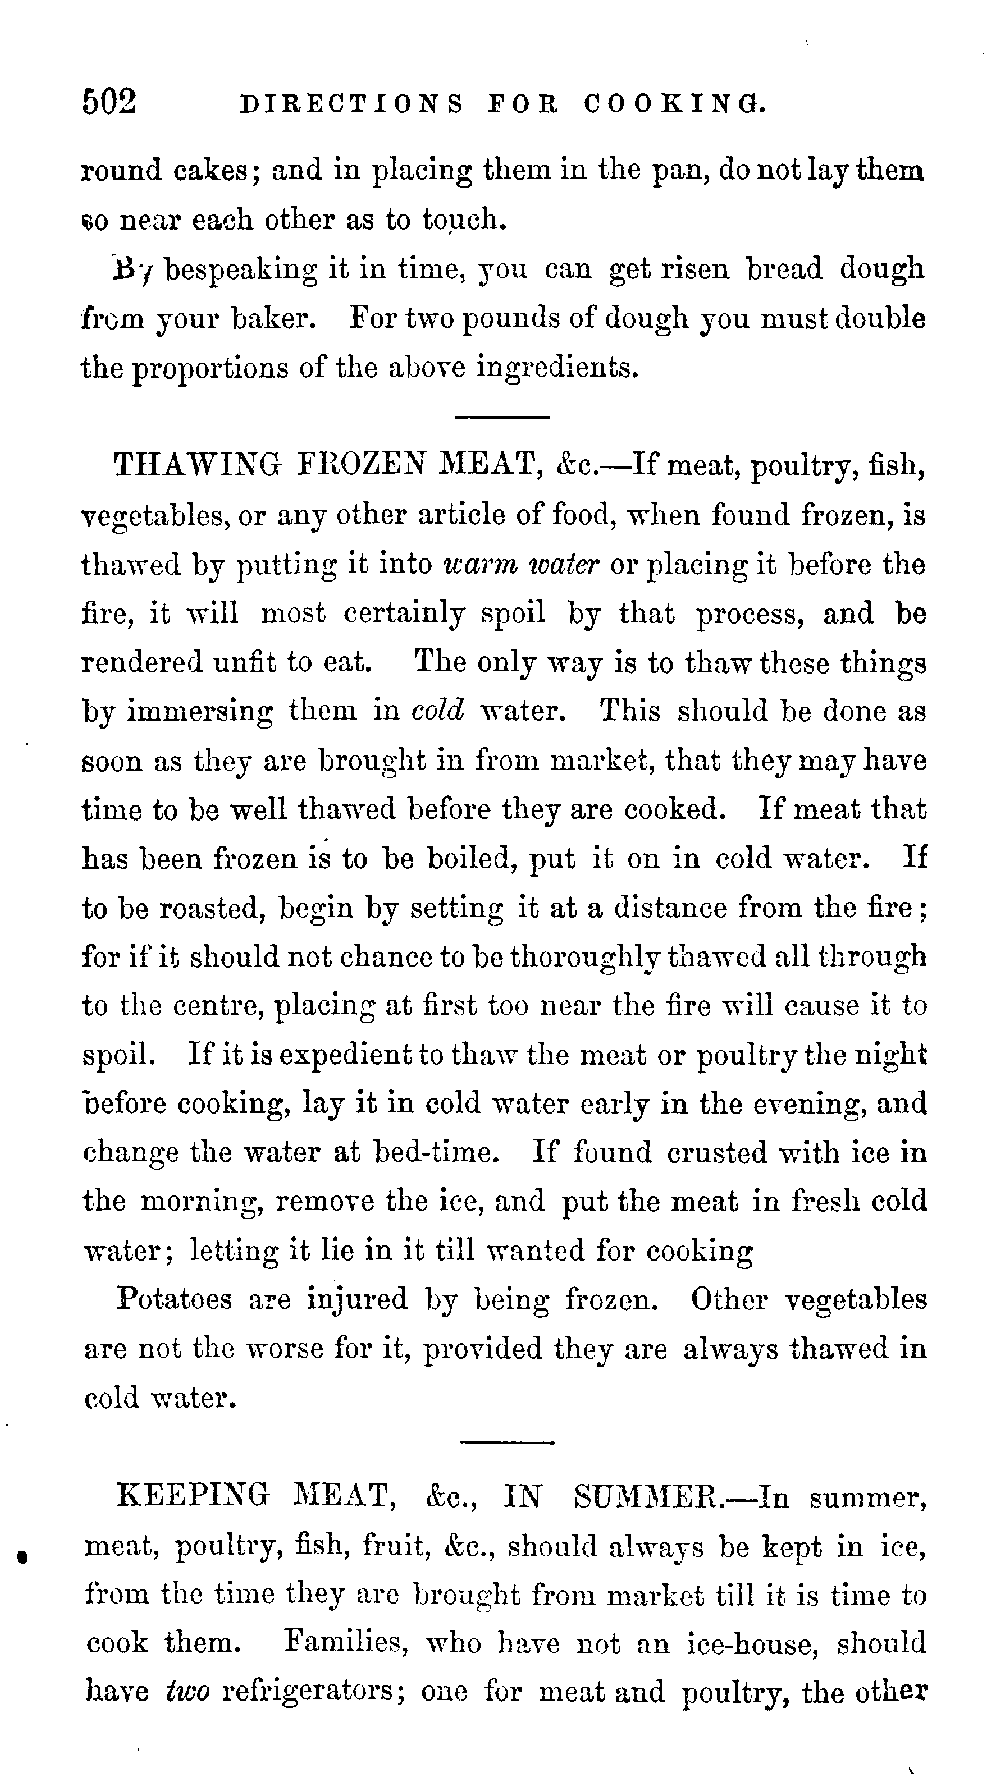 502 DIRECTIONS FOR COOKING.
round cakes; and in placing them in the pan, do not lay them
so near each other as to touch.
By bespeaking it in time, you can get risen bread dough
from your baker. For two pounds of dough you must double
the proportions of the above ingredients.
THAWING FROZEN MEAT, &c.—If meat, poultry, fish,
vegetables, or any other article of food, when found frozen, is
thawed by putting it into warm water or placing it before the
fire, it will most certainly spoil by that process, and be
rendered unfit to eat. The only way is to thaw these things
by immersing them in cold water. This should be done as
soon as they are brought in from market, that they may have
time to be well thawed before they are cooked. If meat that
has been frozen is to be boiled, put it on in cold water. If
to be roasted, begin by setting it at a distance from the fire;
for if it should not chance to be thoroughly thawed all through
to the centre, placing at first too near the fire will cause it to
spoil. If it is expedient to thaw the meat or poultry the night
before cooking, lay it in cold water early in the evening, and
change the water at bed-time. If found crusted with ice in
the morning, remove the ice, and put the meat in fresh cold
water; letting it lie in it till wanted for cooking
Potatoes are injured by being frozen. Other vegetables
are not the worse for it, provided they are always thawed in
cold water.
KEEPING MEAT, &c., IN SUMMER.—In summer,
meat, poultry, fish, fruit, &c., should always be kept in ice,
from the time they are brought from market till it is time to
cook them. Families, who have not an ice-house, should
have two refrigerators; one for meat and poultry, the other